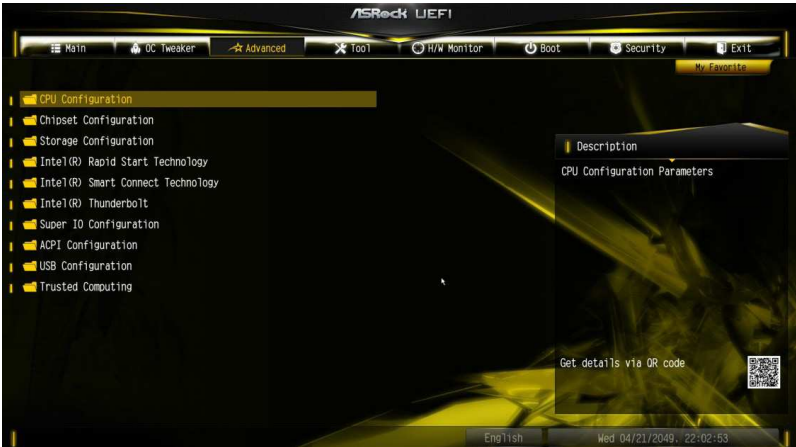 ASRock UEFI
Main OC Tweaker Advanced Tool H/W Monitor Boot Security Exit
My Favorite
CPU Configuration
Chipset Configuration
Storage Configuration
Intel(R) Rapid Start Technology
Intel(R) Smart Connect Technology
Intel(R) Thunderbolt
Super IO Configuration
ACPI Configuration
USB Configuration
Trusted Computing
Description
CPU Configuration Parameters
Get details via QR code
English Wed 04/21/2049, 22:02:53